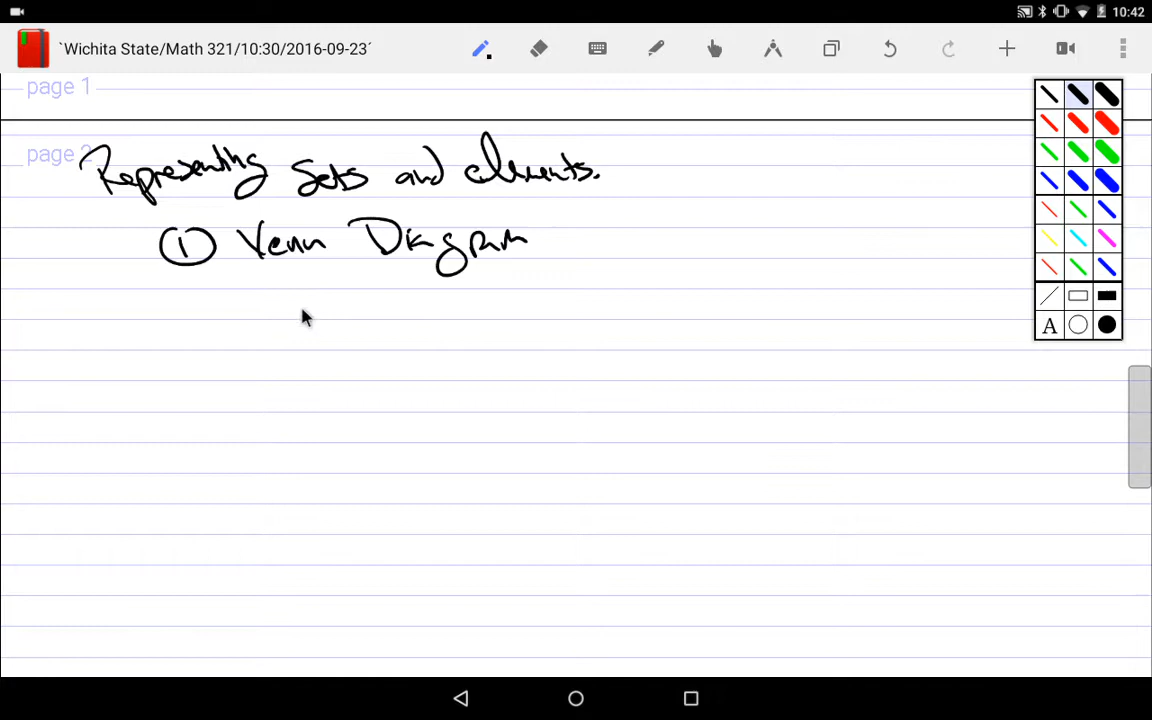 10:42
`Wichita State/Math 321/10:30/2016-09-23´
page 1
page 2
Representing sets and elements.
① Venn Diagram
A